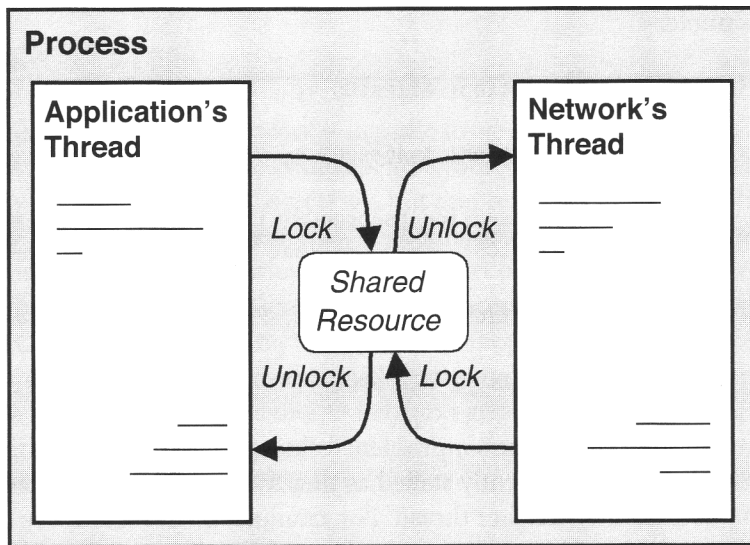 Process
Application's
Thread
Network's
Thread
Lock
Unlock
Shared
Resource
Unlock
Lock